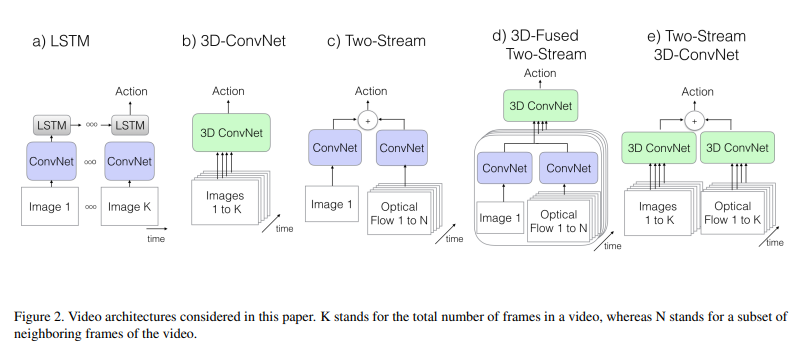 a) LSTM
Action
LSTM
LSTM
ConvNet
ConvNet
Image 1
Image K
time
b) 3D-ConvNet
Action
3D ConvNet
Images
1 to K
time
c) Two-Stream
Action
+
ConvNet
ConvNet
Image 1
Optical
Flow 1 to N
time
d) 3D-Fused
Two-Stream
Action
3D ConvNet
ConvNet
ConvNet
Image 1
Optical
Flow 1 to N
time
e) Two-Stream
3D-ConvNet
Action
+
3D ConvNet
3D ConvNet
Images
1 to K
Optical
Flow 1 to K
time
Figure 2. Video architectures considered in this paper. K stands for the total number of frames in a video, whereas N stands for a subset of
neighboring frames of the video.